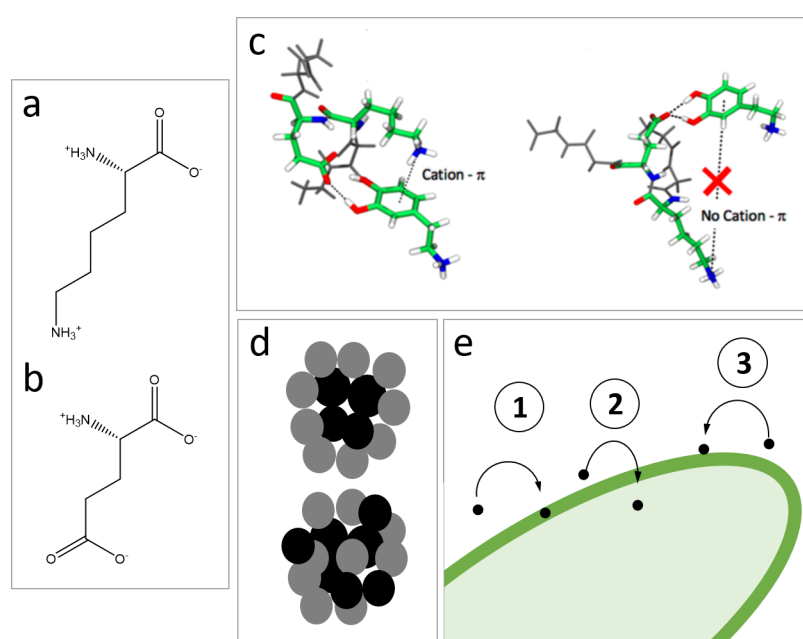 a
⁺H₃N
O
O⁻
NH₃⁺
b
⁺H₃N
O
O⁻
O
O⁻
c
Cation - π
No Cation - π
d
e
1
2
3